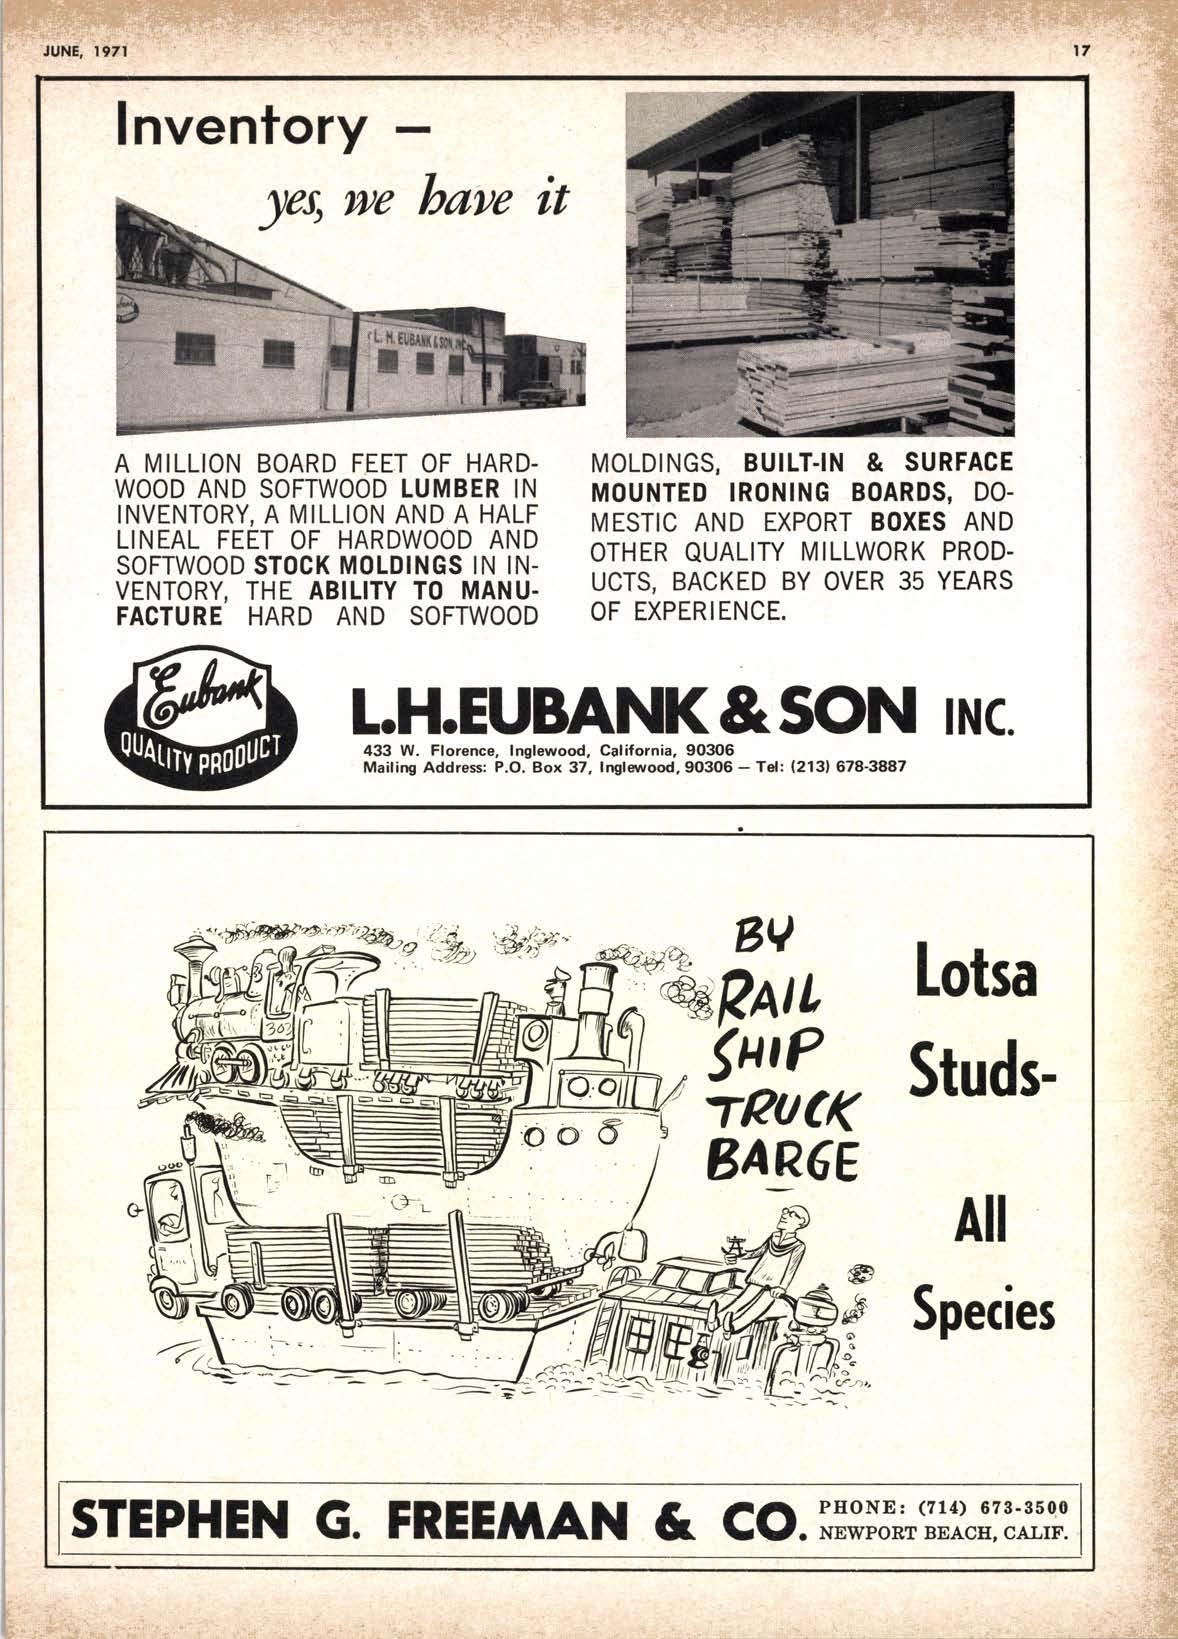 JUNE, 1971
17
Inventory –
yes, we have it
L. H. EUBANK & SON, INC.
A MILLION BOARD FEET OF HARD-
WOOD AND SOFTWOOD LUMBER IN
INVENTORY, A MILLION AND A HALF
LINEAL FEET OF HARDWOOD AND
SOFTWOOD STOCK MOLDINGS IN IN-
VENTORY, THE ABILITY TO MANU-
FACTURE HARD AND SOFTWOOD
MOLDINGS, BUILT-IN & SURFACE
MOUNTED IRONING BOARDS, DO-
MESTIC AND EXPORT BOXES AND
OTHER QUALITY MILLWORK PROD-
UCTS, BACKED BY OVER 35 YEARS
OF EXPERIENCE.
Eubank
QUALITY PRODUCT
L.H.EUBANK & SON INC.
433 W. Florence, Inglewood, California, 90306
Mailing Address: P.O. Box 37, Inglewood, 90306 – Tel: (213) 678-3887
BY
RAIL
SHIP
TRUCK
BARGE
302
Lotsa
Studs-
All
Species
STEPHEN G. FREEMAN & CO.
PHONE: (714) 673-3500
NEWPORT BEACH, CALIF.